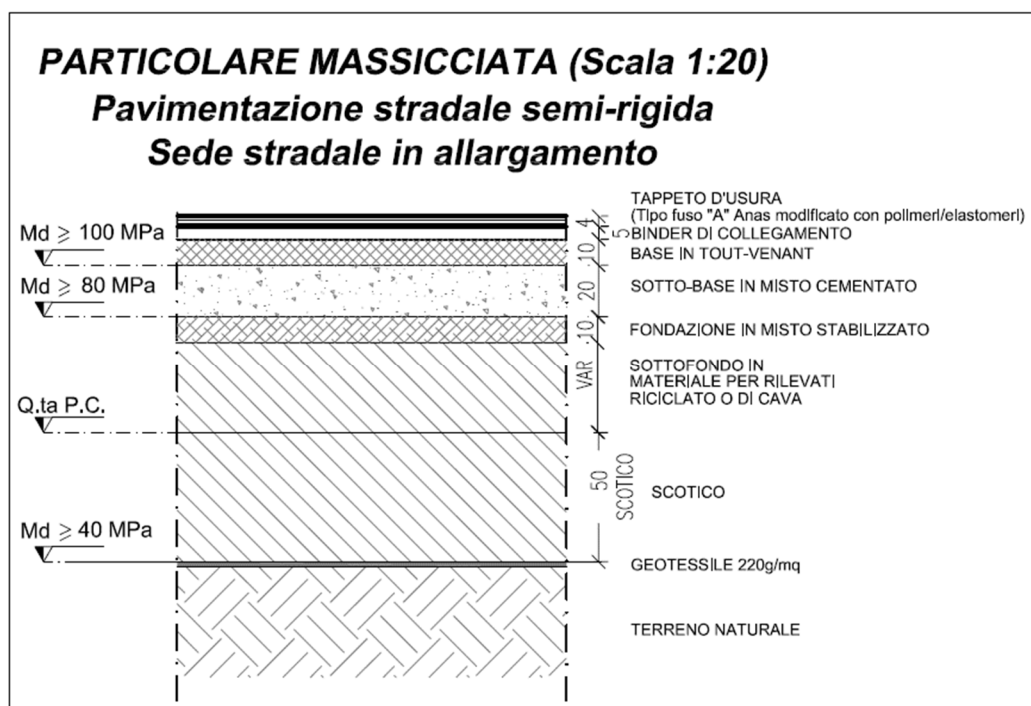 PARTICOLARE MASSICCIATA (Scala 1:20)
Pavimentazione stradale semi-rigida
Sede stradale in allargamento
TAPPETO D'USURA
(Tipo fuso "A" Anas modificato con polimeri/elastomeri)
4
Md ≥ 100 MPa
5
BINDER DI COLLEGAMENTO
10
BASE IN TOUT-VENANT
Md ≥ 80 MPa
20
SOTTO-BASE IN MISTO CEMENTATO
10
FONDAZIONE IN MISTO STABILIZZATO
VAR
SOTTOFONDO IN
MATERIALE PER RILEVATI
RICICLATO O DI CAVA
Q.ta P.C.
50
SCOTICO
SCOTICO
Md ≥ 40 MPa
GEOTESSILE 220g/mq
TERRENO NATURALE